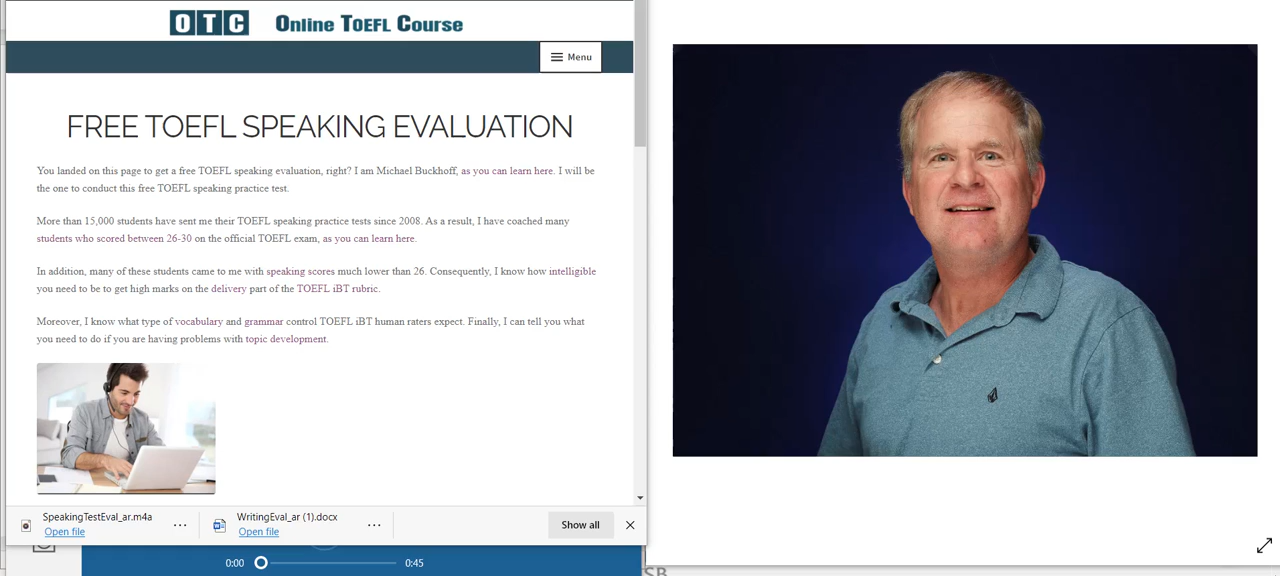 OTC Online TOEFL Course
Menu
FREE TOEFL SPEAKING EVALUATION
You landed on this page to get a free TOEFL speaking evaluation, right? I am Michael Buckhoff, as you can learn here. I will be
the one to conduct this free TOEFL speaking practice test.
More than 15,000 students have sent me their TOEFL speaking practice tests since 2008. As a result, I have coached many
students who scored between 26-30 on the official TOEFL exam, as you can learn here.
In addition, many of these students came to me with speaking scores much lower than 26. Consequently, I know how intelligible
you need to be to get high marks on the delivery part of the TOEFL iBT rubric.
Moreover, I know what type of vocabulary and grammar control TOEFL iBT human raters expect. Finally, I can tell you what
you need to do if you are having problems with topic development.
SpeakingTestEval_ar.m4a
Open file
WritingEval_ar (1).docx
Open file
Show all
0:00
0:45
SB